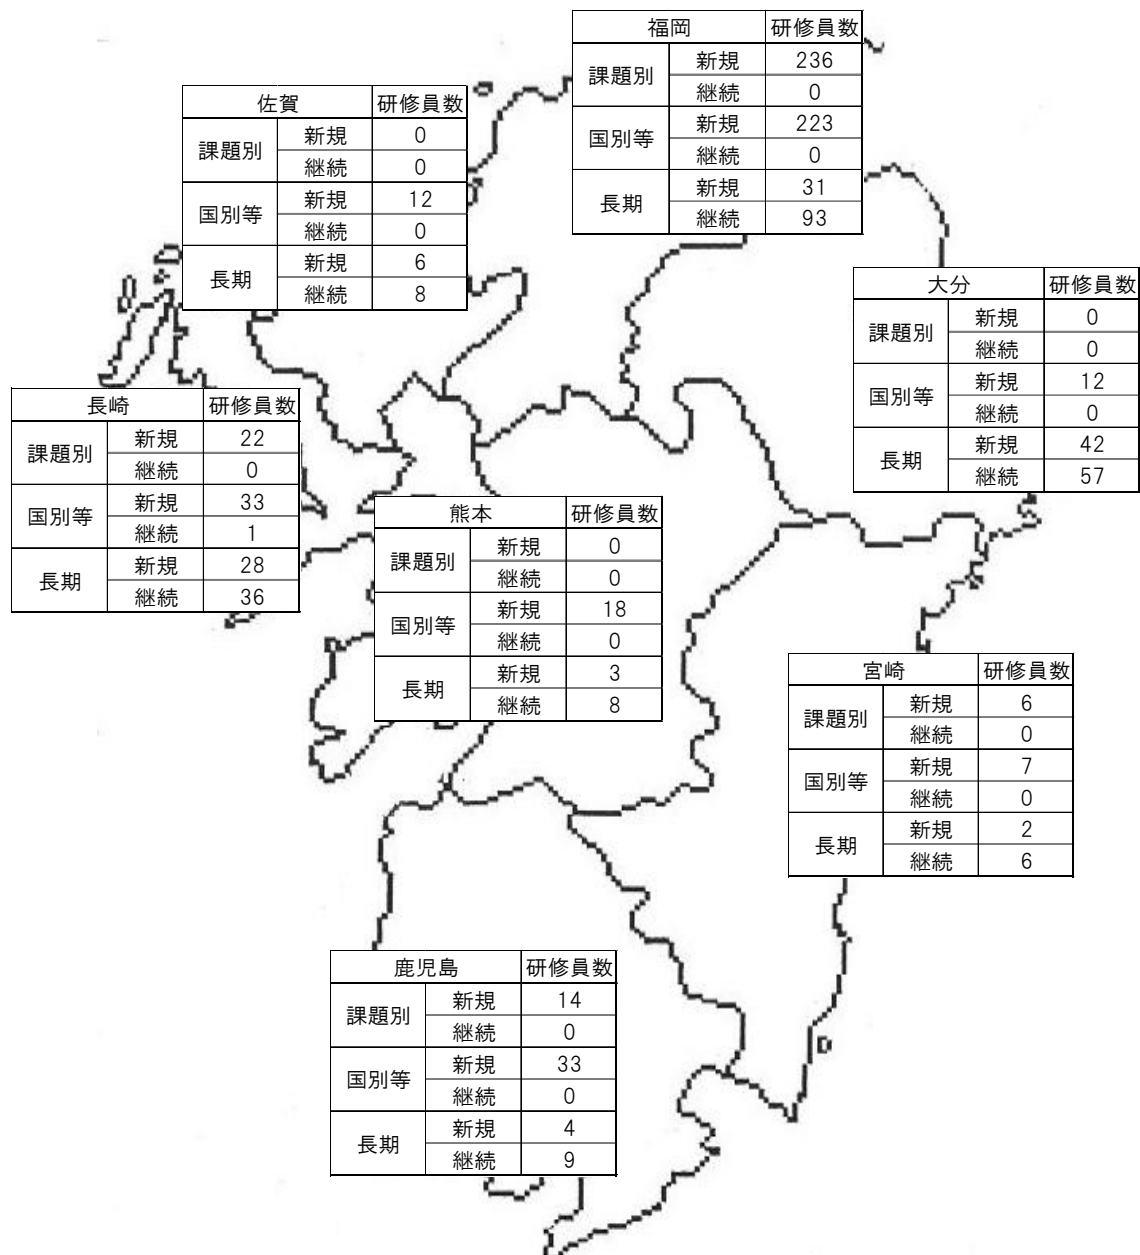 福岡 研修員数
課題別 新規 236
継続 0
国別等 新規 223
継続 0
長期 新規 31
継続 93
佐賀 研修員数
課題別 新規 0
継続 0
国別等 新規 12
継続 0
長期 新規 6
継続 8
大分 研修員数
課題別 新規 0
継続 0
国別等 新規 12
継続 0
長期 新規 42
継続 57
長崎 研修員数
課題別 新規 22
継続 0
国別等 新規 33
継続 1
長期 新規 28
継続 36
熊本 研修員数
課題別 新規 0
継続 0
国別等 新規 18
継続 0
長期 新規 3
継続 8
宮崎 研修員数
課題別 新規 6
継続 0
国別等 新規 7
継続 0
長期 新規 2
継続 6
鹿児島 研修員数
課題別 新規 14
継続 0
国別等 新規 33
継続 0
長期 新規 4
継続 9